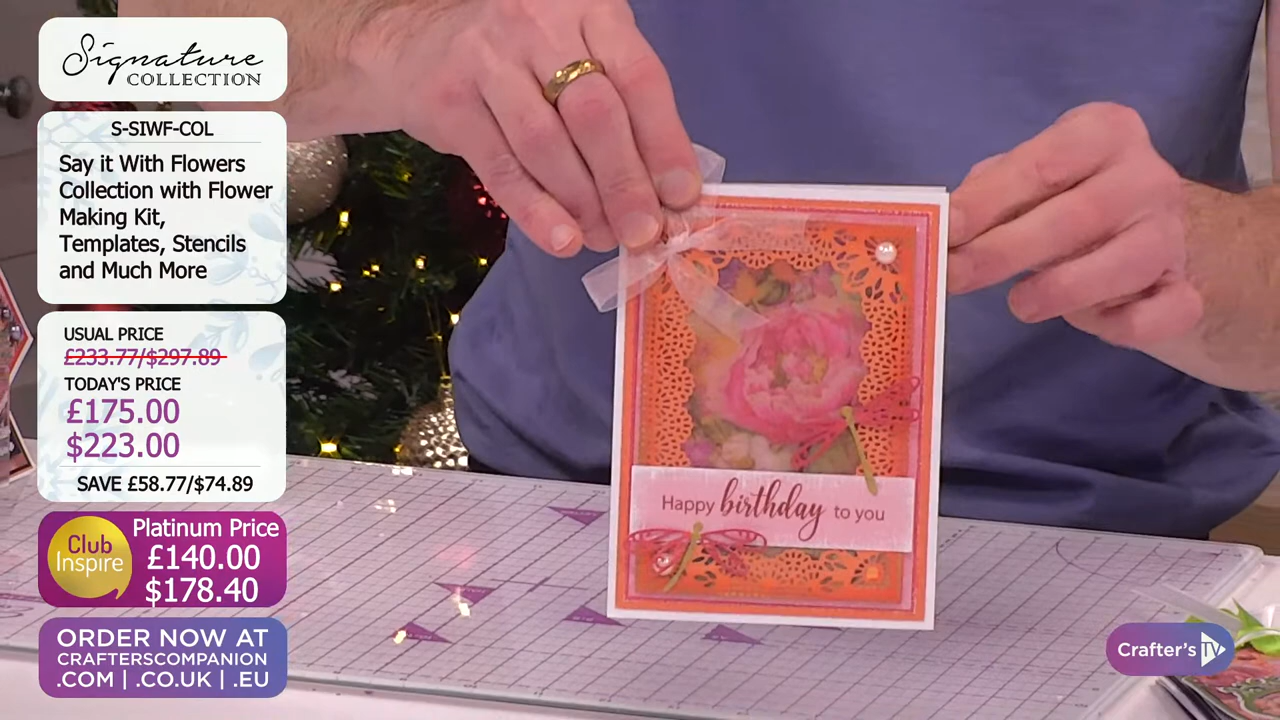 Signature
COLLECTION
S-SIWF-COL
Say it With Flowers
Collection with Flower
Making Kit,
Templates, Stencils
and Much More
USUAL PRICE
£233.77/$297.89
TODAY'S PRICE
£175.00
$223.00
SAVE £58.77/$74.89
Club
Inspire
Platinum Price
£140.00
$178.40
ORDER NOW AT
CRAFTERSCOMPANION
.COM | .CO.UK | .EU
Happy birthday to you
Crafter's TV